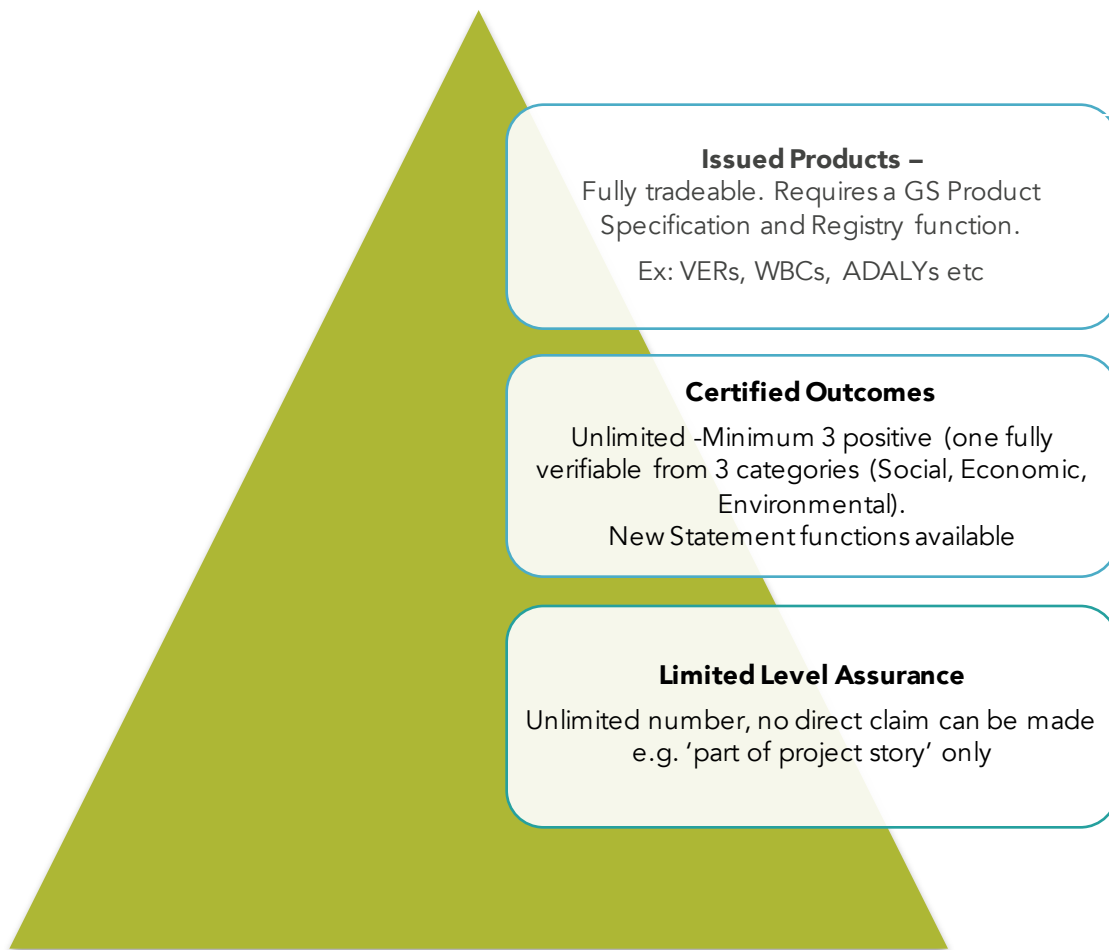 Issued Products –
Fully tradeable. Requires a GS Product
Specification and Registry function.
Ex: VERs, WBCs, ADALYs etc
Certified Outcomes
Unlimited -Minimum 3 positive (one fully
verifiable from 3 categories (Social, Economic,
Environmental).
New Statement functions available
Limited Level Assurance
Unlimited number, no direct claim can be made
e.g. ‘part of project story’ only